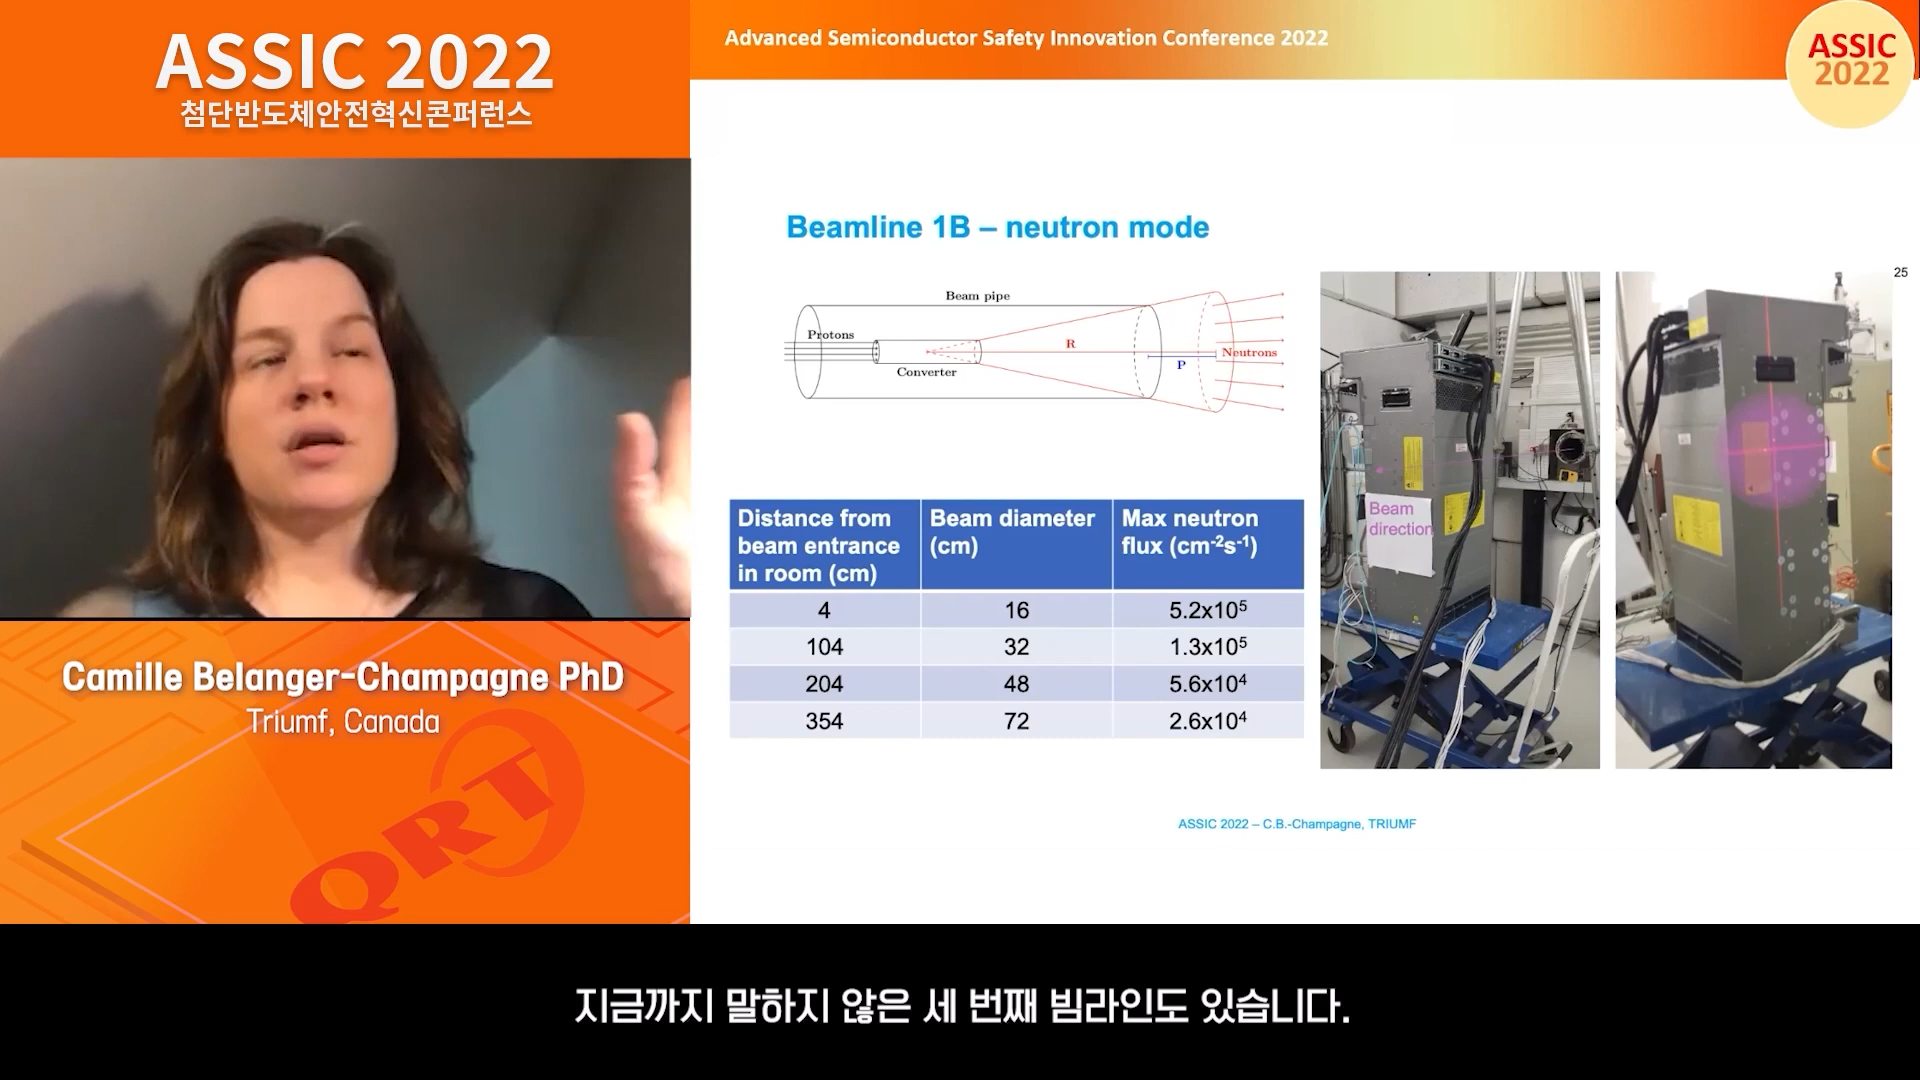 ASSIC 2022
첨단반도체안전혁신콘퍼런스
Camille Belanger-Champagne PhD
Triumf, Canada
QRT
Advanced Semiconductor Safety Innovation Conference 2022
ASSIC
2022
Beamline 1B – neutron mode
25
Beam pipe
Protons
Converter
R
P
Neutrons
Distance from beam entrance in room (cm) Beam diameter (cm) Max neutron flux (cm-2s-1)
4 16 5.2x10⁵
104 32 1.3x10⁵
204 48 5.6x10⁴
354 72 2.6x10⁴
Beam
direction
ASSIC 2022 – C.B.-Champagne, TRIUMF
지금까지 말하지 않은 세 번째 빔라인도 있습니다.